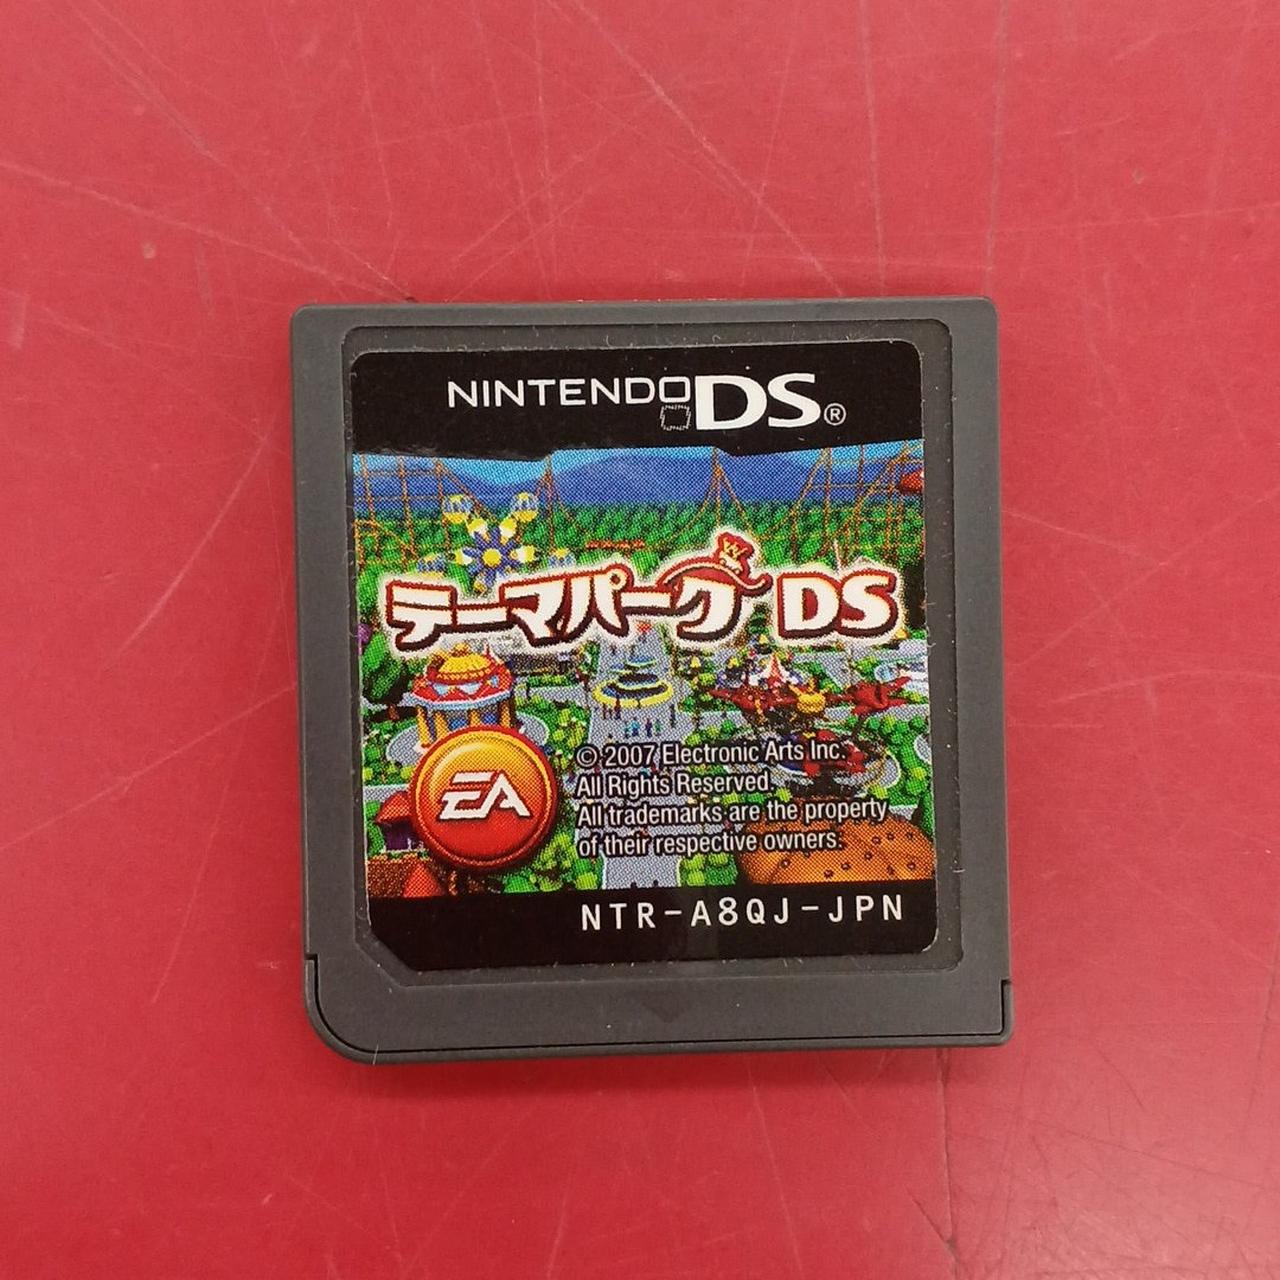 NINTENDO DS®
テーマパーク DS
© 2007 Electronic Arts Inc.
All Rights Reserved.
All trademarks are the property
of their respective owners.
EA
NTR-A8QJ-JPN